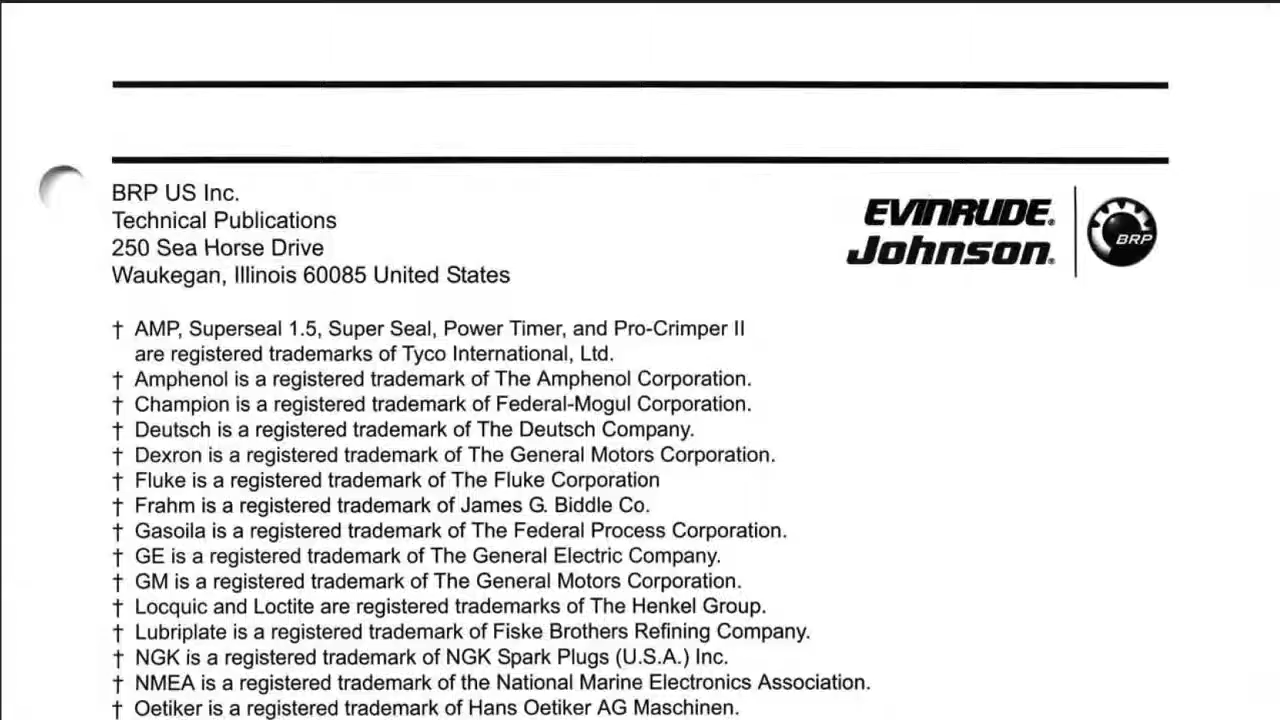 BRP US Inc.
Technical Publications
250 Sea Horse Drive
Waukegan, Illinois 60085 United States
EVINRUDE®
Johnson®
BRP
† AMP, Superseal 1.5, Super Seal, Power Timer, and Pro-Crimper II
are registered trademarks of Tyco International, Ltd.
† Amphenol is a registered trademark of The Amphenol Corporation.
† Champion is a registered trademark of Federal-Mogul Corporation.
† Deutsch is a registered trademark of The Deutsch Company.
† Dexron is a registered trademark of The General Motors Corporation.
† Fluke is a registered trademark of The Fluke Corporation
† Frahm is a registered trademark of James G. Biddle Co.
† Gasoila is a registered trademark of The Federal Process Corporation.
† GE is a registered trademark of The General Electric Company.
† GM is a registered trademark of The General Motors Corporation.
† Locquic and Loctite are registered trademarks of The Henkel Group.
† Lubriplate is a registered trademark of Fiske Brothers Refining Company.
† NGK is a registered trademark of NGK Spark Plugs (U.S.A.) Inc.
† NMEA is a registered trademark of the National Marine Electronics Association.
† Oetiker is a registered trademark of Hans Oetiker AG Maschinen.